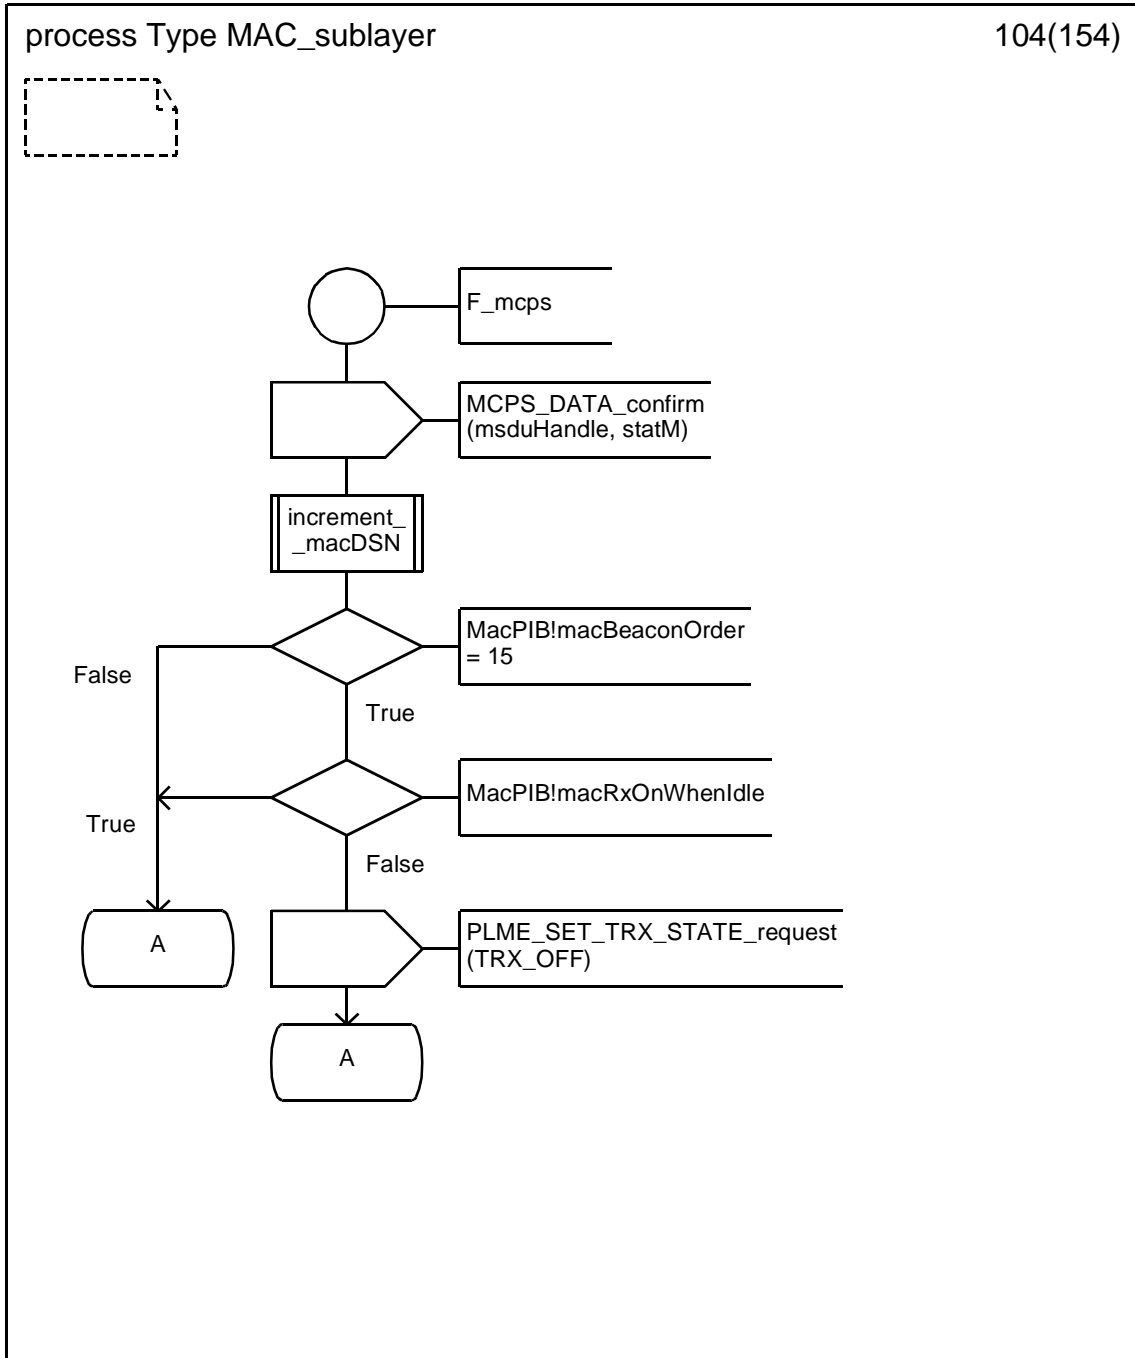 process Type MAC_sublayer
104(154)
F_mcps
MCPS_DATA_confirm
(msduHandle, statM)
increment_
_macDSN
MacPIB!macBeaconOrder
= 15
False
True
MacPIB!macRxOnWhenIdle
True
False
A
PLME_SET_TRX_STATE_request
(TRX_OFF)
A